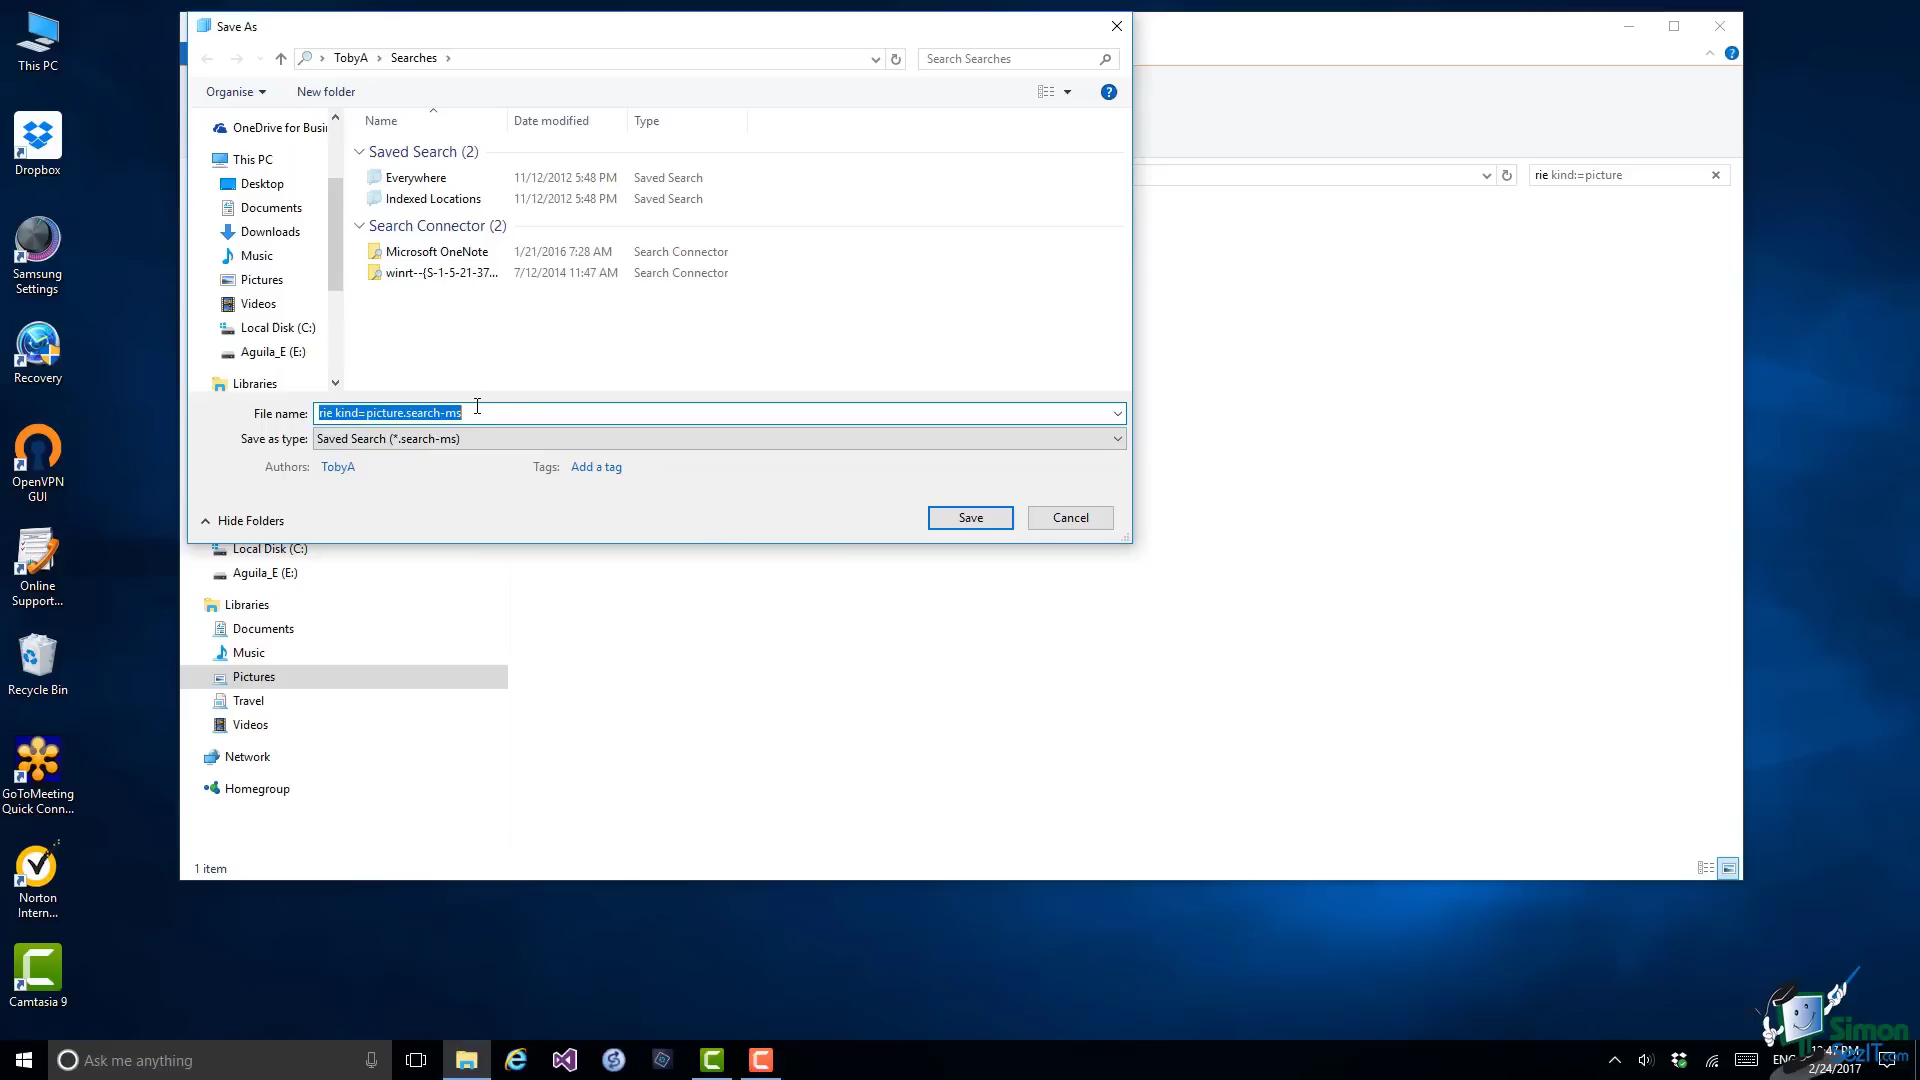 This PC
Dropbox
Samsung
Settings
Recovery
OpenVPN
GUI
Online
Support...
Recycle Bin
GoToMeeting
Quick Conn...
Norton
Intern...
Camtasia 9
Save As
TobyA
Searches
Search Searches
Organise
New folder
OneDrive for Busi
This PC
Desktop
Documents
Downloads
Music
Pictures
Videos
Local Disk (C:)
Aguila_E (E:)
Libraries
Name Date modified Type
Saved Search (2)
Everywhere 11/12/2012 5:48 PM Saved Search
Indexed Locations 11/12/2012 5:48 PM Saved Search
Search Connector (2)
Microsoft OneNote 1/21/2016 7:28 AM Search Connector
winrt--{S-1-5-21-37... 7/12/2014 11:47 AM Search Connector
File name: rie kind=picture.search-ms
Save as type: Saved Search (*.search-ms)
Authors: TobyA Tags: Add a tag
Hide Folders
Save
Cancel
rie kind:=picture
Local Disk (C:)
Aguila_E (E:)
Libraries
Documents
Music
Pictures
Travel
Videos
Network
Homegroup
1 item
Ask me anything
ENG
2/24/2017
Simon
SezIT.com